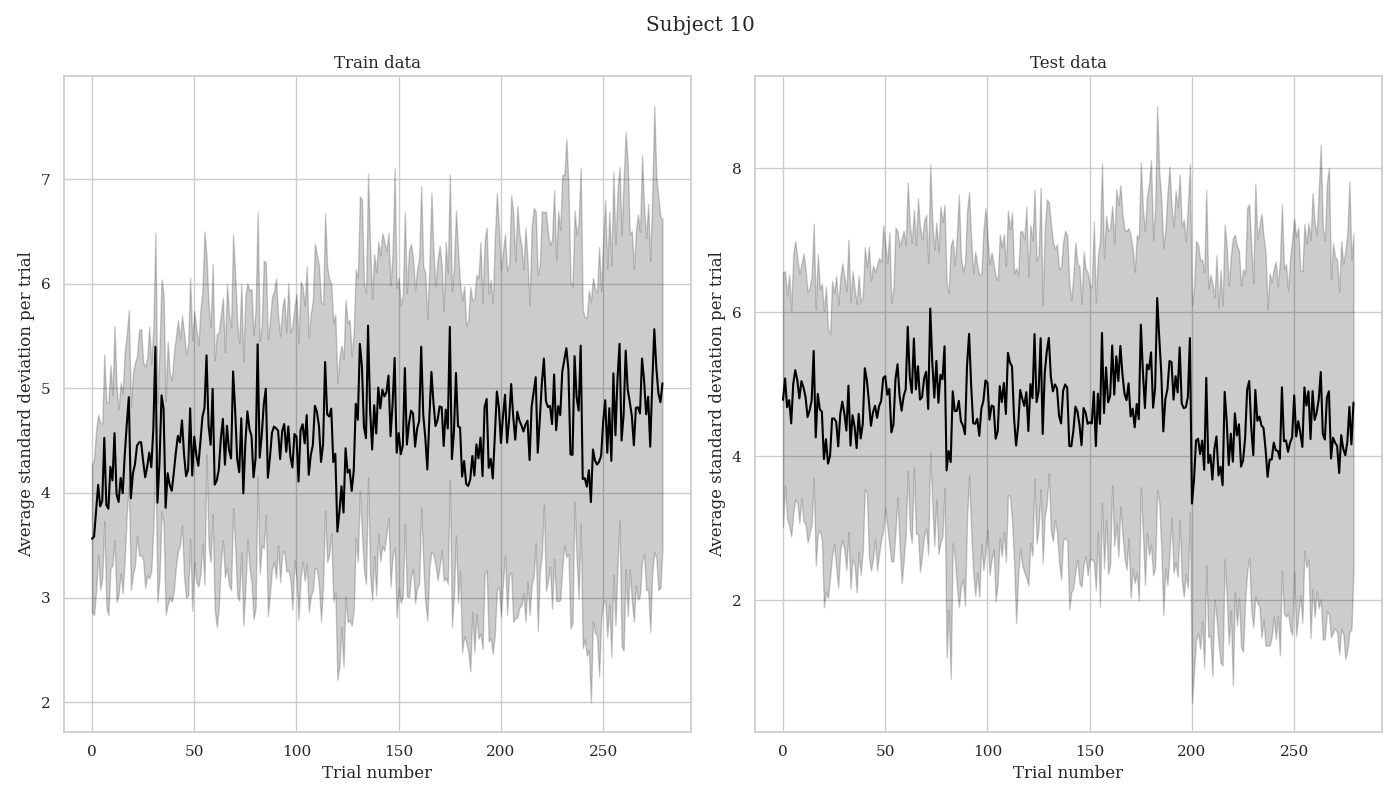 Subject 10
Train data
Average standard deviation per trial
7
6
5
4
3
2
0 50 100 150 200 250
Trial number
Test data
Average standard deviation per trial
8
6
4
2
0 50 100 150 200 250
Trial number